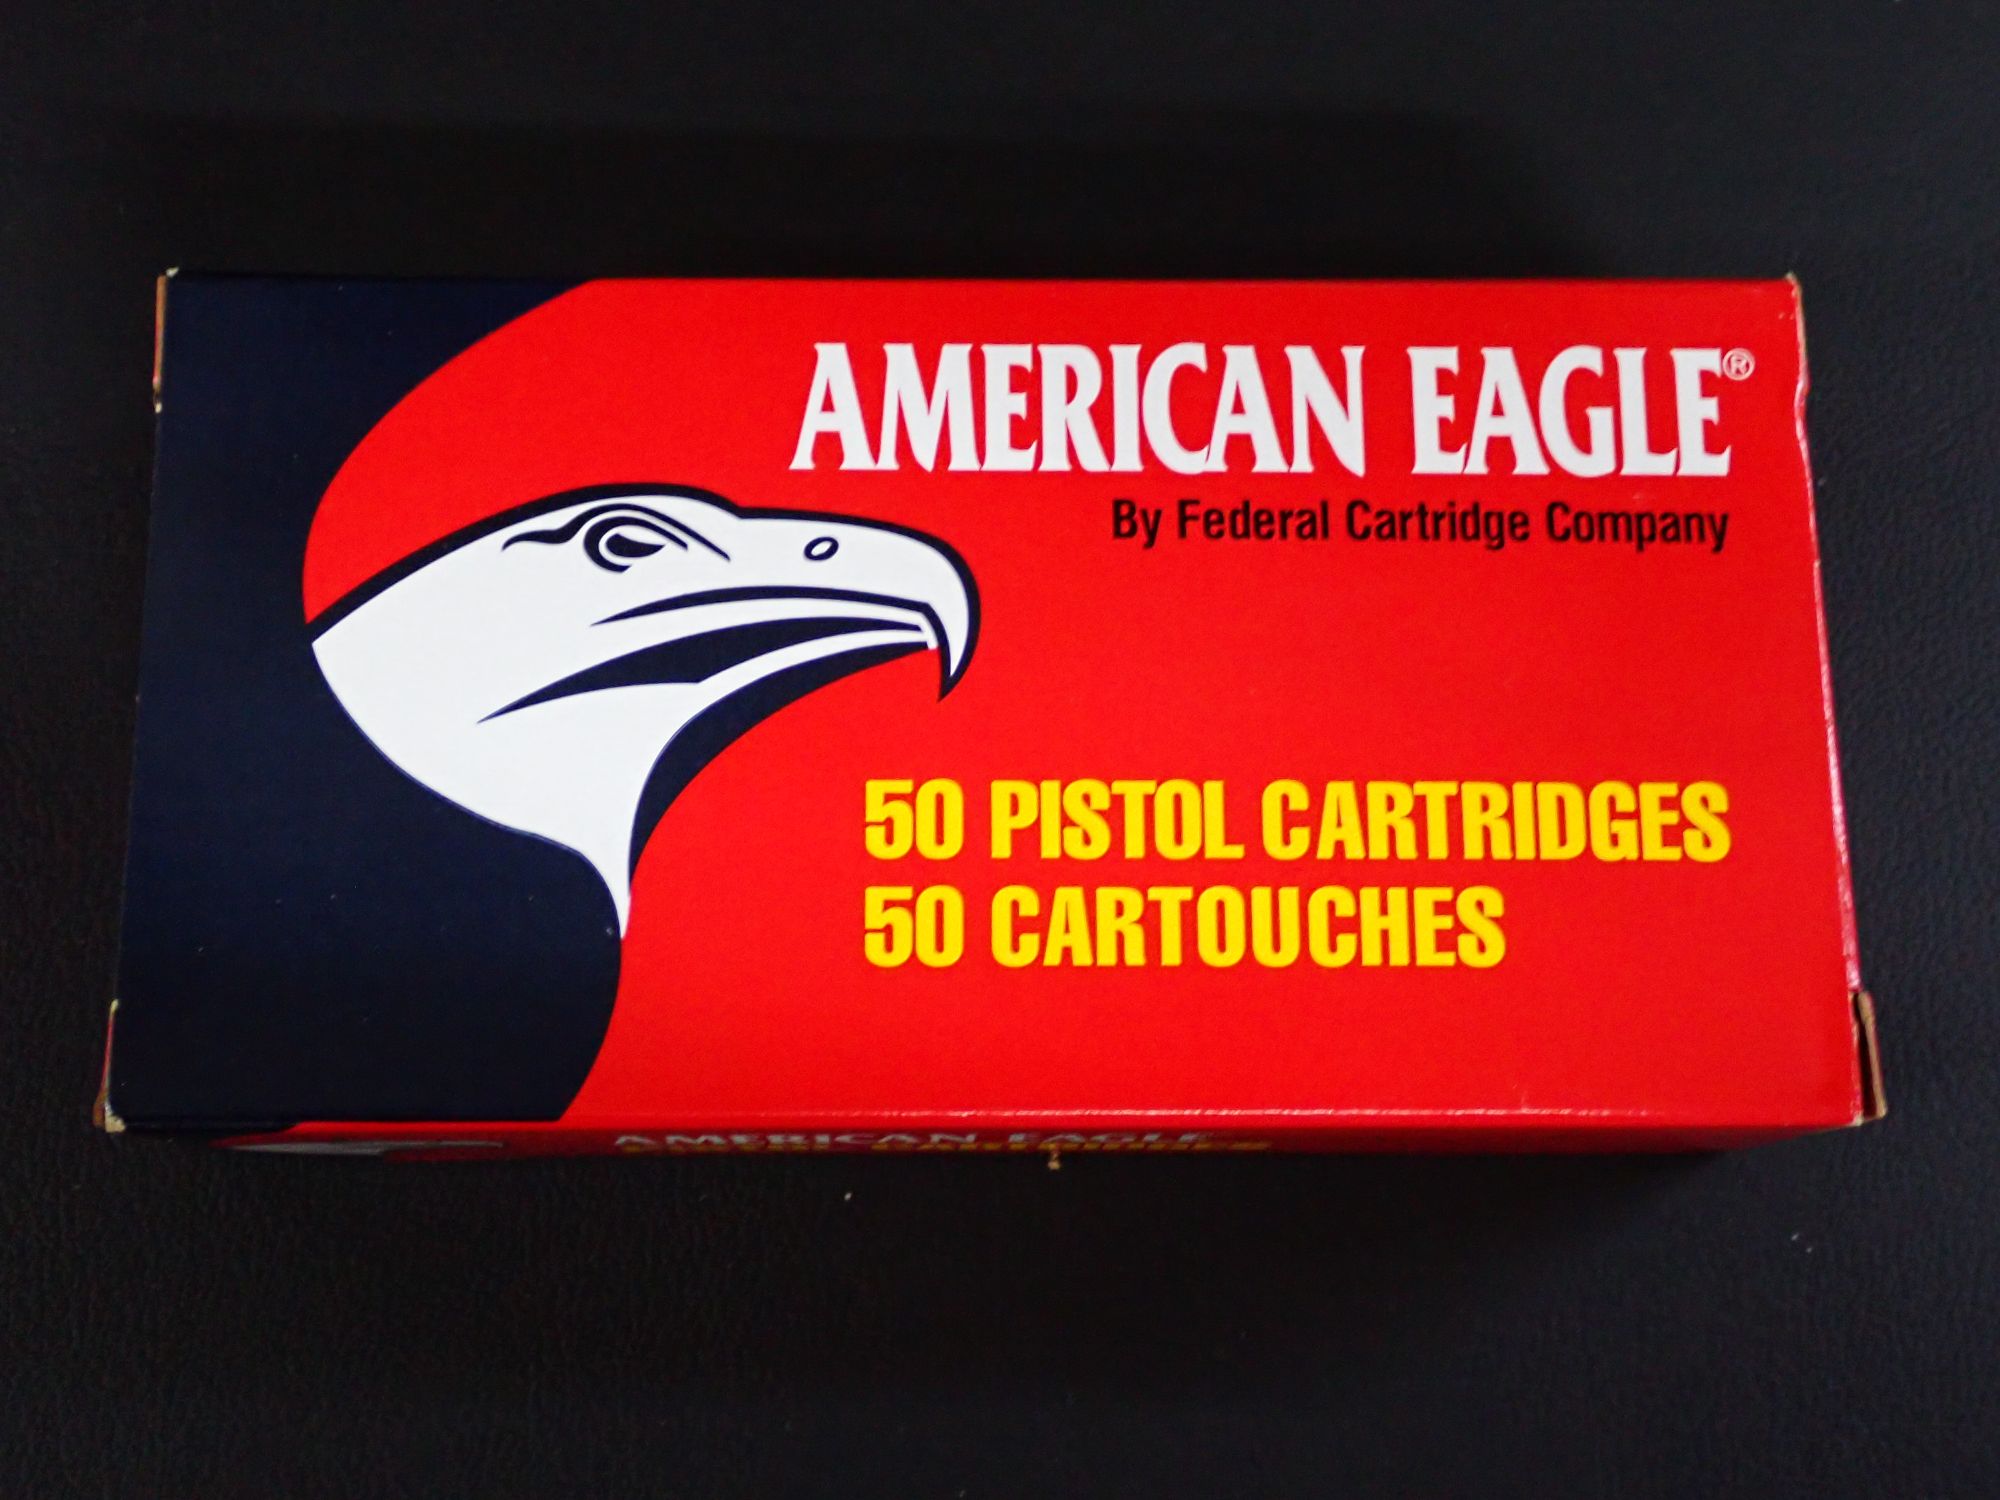 AMERICAN EAGLE®
By Federal Cartridge Company
50 PISTOL CARTRIDGES
50 CARTOUCHES
AMERICAN EAGLE